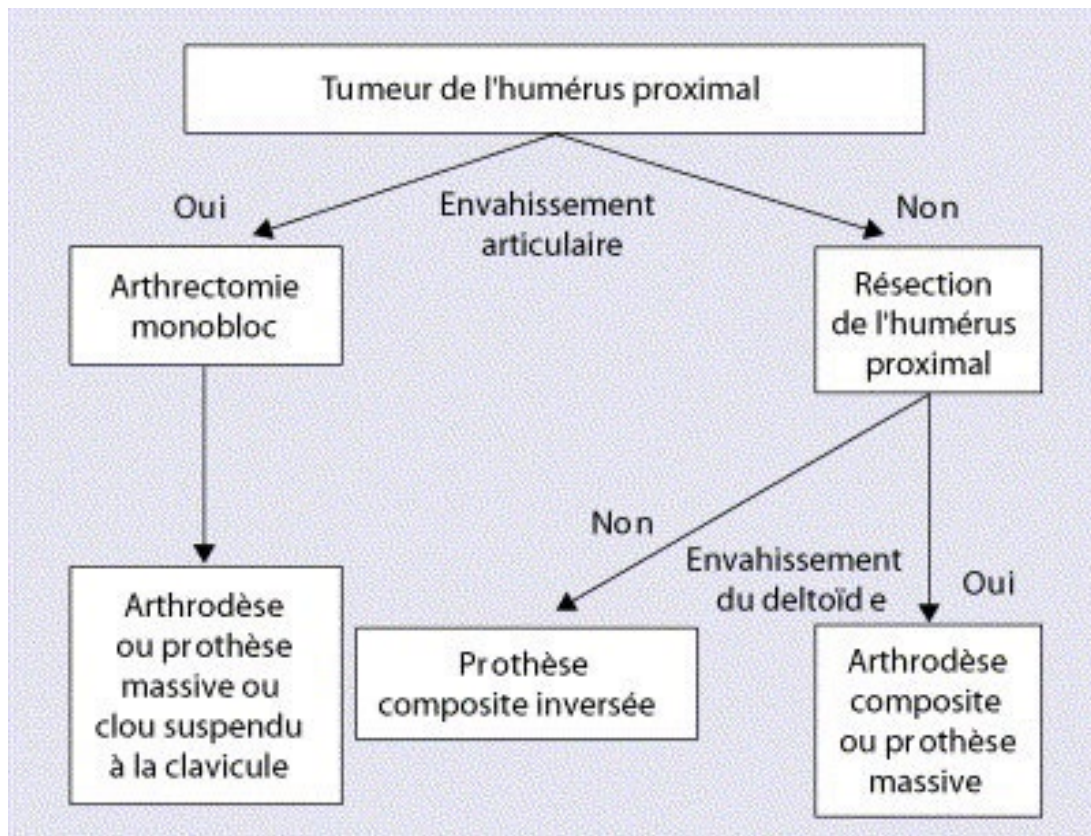 Tumeur de l'humérus proximal
Oui
Envahissement
articulaire
Non
Arthrectomie
monobloc
Résection
de l'humérus
proximal
Non
Envahissement
du deltoïde
Oui
Arthrodèse
ou prothèse
massive ou
clou suspendu
à la clavicule
Prothèse
composite inversée
Arthrodèse
composite
ou prothèse
massive